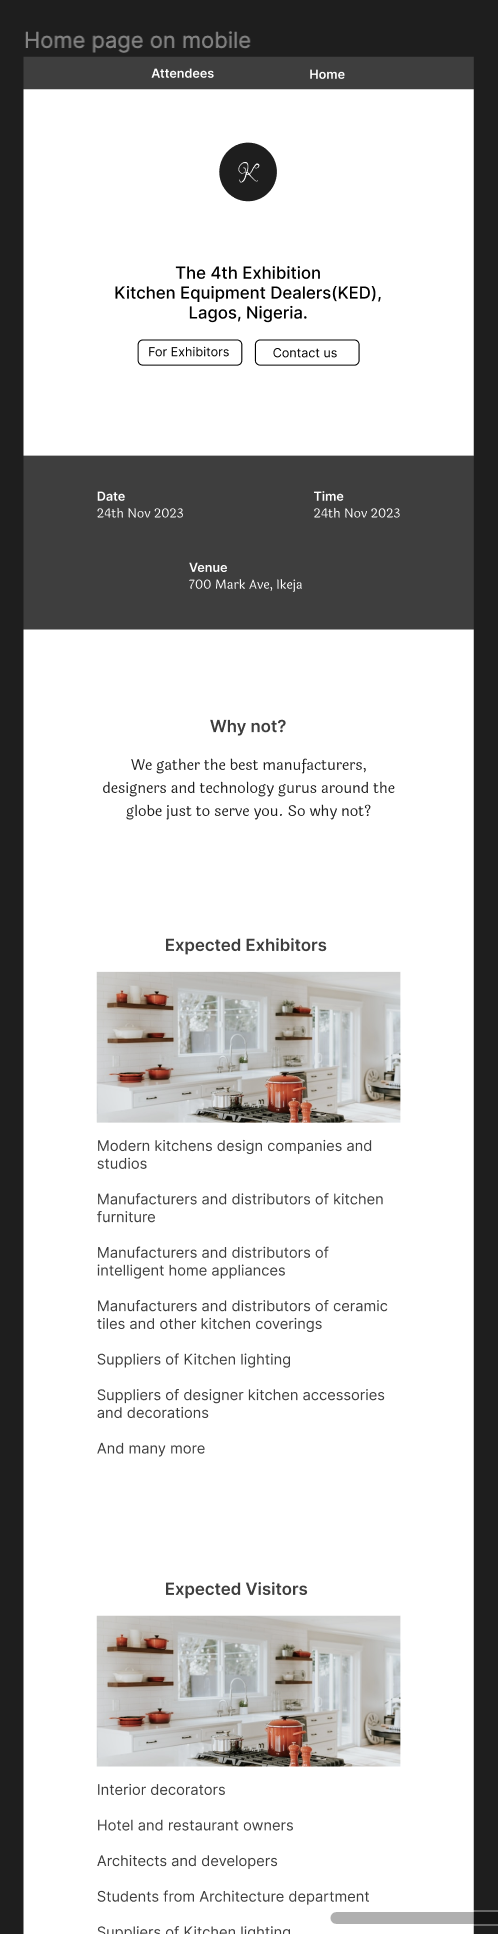 Home page on mobile
Attendees Home
K
The 4th Exhibition
Kitchen Equipment Dealers(KED),
Lagos, Nigeria.
For Exhibitors Contact us
Date Time
24th Nov 2023 24th Nov 2023
Venue
700 Mark Ave, Ikeja
Why not?
We gather the best manufacturers,
designers and technology gurus around the
globe just to serve you. So why not?
Expected Exhibitors
Modern kitchens design companies and
studios
Manufacturers and distributors of kitchen
furniture
Manufacturers and distributors of
intelligent home appliances
Manufacturers and distributors of ceramic
tiles and other kitchen coverings
Suppliers of Kitchen lighting
Suppliers of designer kitchen accessories
and decorations
And many more
Expected Visitors
Interior decorators
Hotel and restaurant owners
Architects and developers
Students from Architecture department
Suppliers of Kitchen lighting